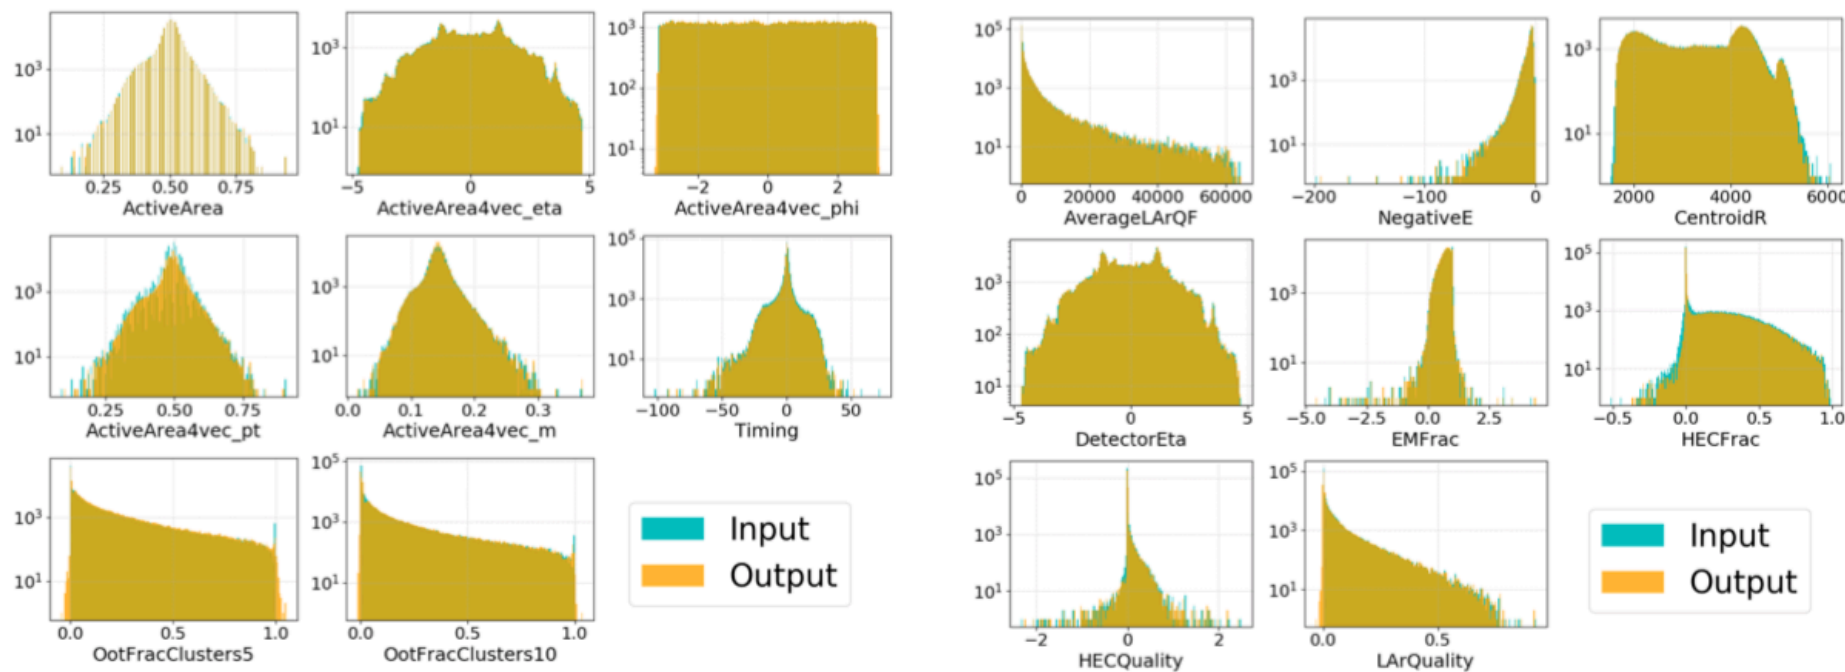 10³
10¹
0.25 0.50 0.75
ActiveArea
10³
10¹
−5 0 5
ActiveArea4vec_eta
10³
10²
10¹
−2 0 2
ActiveArea4vec_phi
10⁵
10³
10¹
0 20000 40000 60000
AverageLArQF
10³
10¹
−200 −100 0
NegativeE
10³
10¹
2000 4000 6000
CentroidR
10³
10¹
0.25 0.50 0.75
ActiveArea4vec_pt
10³
10¹
0.0 0.1 0.2 0.3
ActiveArea4vec_m
10⁵
10³
10¹
−100 −50 0 50
Timing
10³
10²
10¹
−5 0 5
DetectorEta
10³
10¹
−5.0 −2.5 0.0 2.5
EMFrac
10⁵
10³
10¹
−0.5 0.0 0.5 1.0
HECFrac
10³
10¹
0.0 0.5 1.0
OotFracClusters5
10⁵
10³
10¹
0.0 0.5 1.0
OotFracClusters10
Input
Output
10⁵
10³
10¹
−2 0 2
HECQuality
10⁵
10³
10¹
0.0 0.5
LArQuality
Input
Output